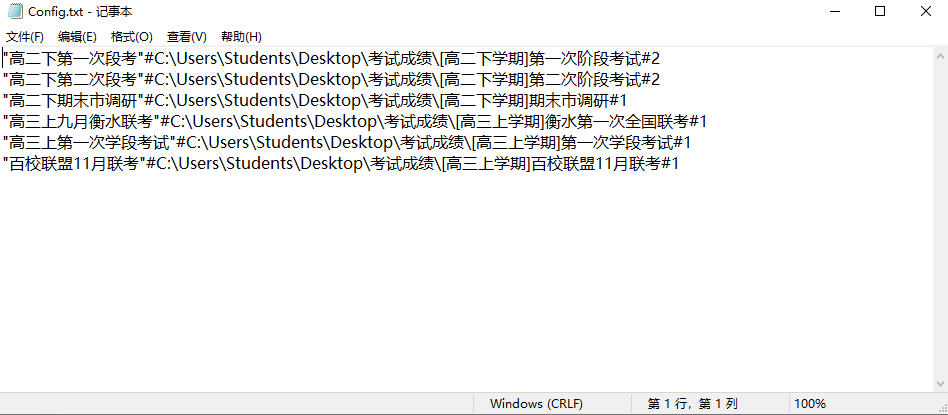 Config.txt - 记事本
文件(F) 编辑(E) 格式(O) 查看(V) 帮助(H)
"高二下第一次段考"#C:\Users\Students\Desktop\考试成绩\[高二下学期]第一次阶段考试#2
"高二下第二次段考"#C:\Users\Students\Desktop\考试成绩\[高二下学期]第二次阶段考试#2
"高二下期末市调研"#C:\Users\Students\Desktop\考试成绩\[高二下学期]期末市调研#1
"高三上九月衡水联考"#C:\Users\Students\Desktop\考试成绩\[高三上学期]衡水第一次全国联考#1
"高三上第一次学段考试"#C:\Users\Students\Desktop\考试成绩\[高三上学期]第一次学段考试#1
"百校联盟11月联考"#C:\Users\Students\Desktop\考试成绩\[高三上学期]百校联盟11月联考#1
Windows (CRLF) 第 1 行，第 1 列 100%